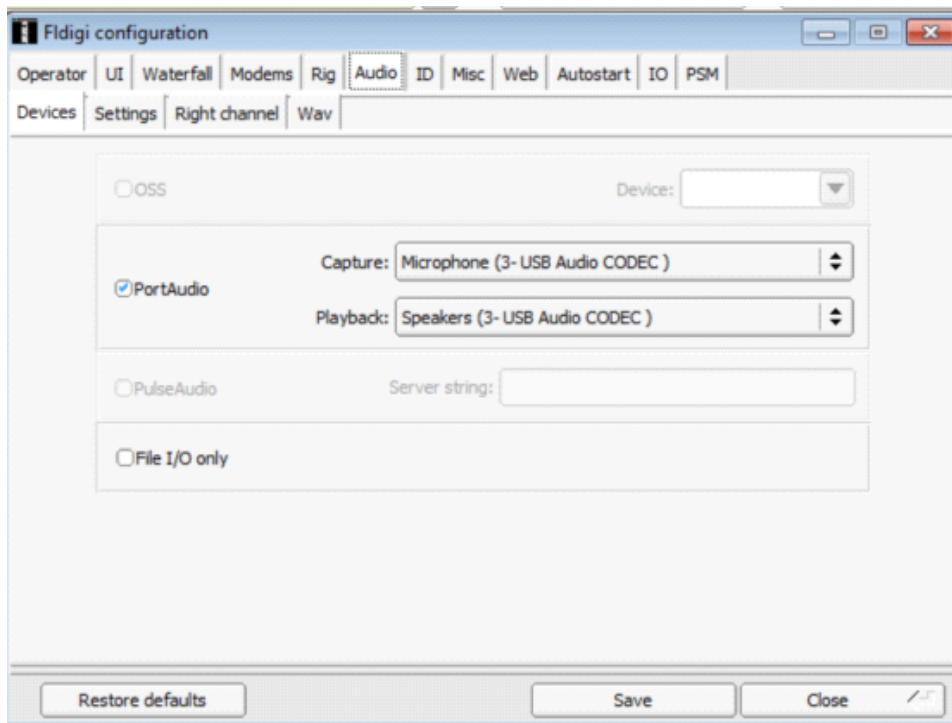 Fldigi configuration
Operator UI Waterfall Modems Rig Audio ID Misc Web Autostart IO PSM
Devices Settings Right channel Wav
OSS Device:
Capture: Microphone (3- USB Audio CODEC )
PortAudio
Playback: Speakers (3- USB Audio CODEC )
PulseAudio Server string:
File I/O only
Restore defaults Save Close